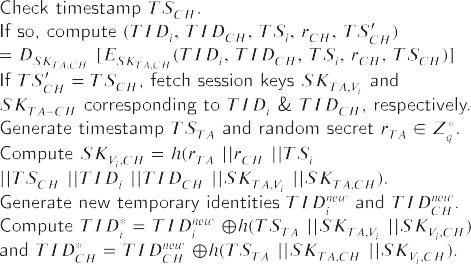 Check timestamp $TS_{CH}$.
If so, compute $(TID_i, TID_{CH}, TS_i, r_{CH}, TS'_{CH})$
$= D_{SK_{TA,CH}} [E_{SK_{TA,CH}}(TID_i, TID_{CH}, TS_i, r_{CH}, TS_{CH})]$
If $TS'_{CH} = TS_{CH}$, fetch session keys $SK_{TA,V_i}$ and
$SK_{TA-CH}$ corresponding to $TID_i$ & $TID_{CH}$, respectively.
Generate timestamp $TS_{TA}$ and random secret $r_{TA} \in Z_q^*$.
Compute $SK_{V_i,CH} = h(r_{TA} \,||r_{CH} \,||TS_i$
$||TS_{CH} \,||TID_i \,||TID_{CH} \,||SK_{TA,V_i} \,||SK_{TA,CH})$.
Generate new temporary identities $TID_i^{new}$ and $TID_{CH}^{new}$.
Compute $TID_i^* = TID_i^{new} \oplus h(TS_{TA} \,||SK_{TA,V_i} \,||SK_{V_i,CH})$
and $TID_{CH}^* = TID_{CH}^{new} \oplus h(TS_{TA} \,||SK_{TA,CH} \,||SK_{V_i,CH})$.